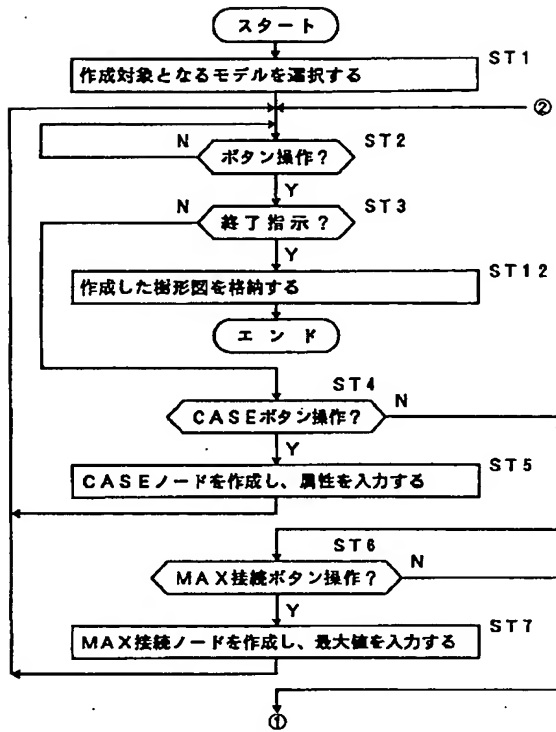 スタート
ST1
作成対象となるモデルを選択する
②
N
ST2
ボタン操作?
Y
N
ST3
終了指示?
Y
ST12
作成した樹形図を格納する
エンド
ST4
CASEボタン操作?
N
Y
ST5
CASEノードを作成し、属性を入力する
ST6
MAX接続ボタン操作?
N
Y
ST7
MAX接続ノードを作成し、最大値を入力する
①